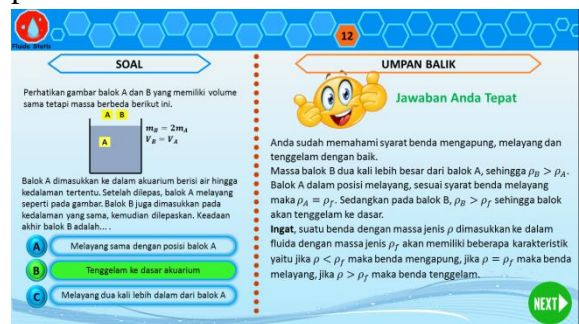 p
12
Fluida Statis
SOAL
Perhatikan gambar balok A dan B yang memiliki volume
sama tetapi massa berbeda berikut ini.
A B
A
m_B = 2m_A
V_B = V_A
Balok A dimasukkan ke dalam akuarium berisi air hingga
kedalaman tertentu. Setelah dilepas, balok A melayang
seperti pada gambar. Balok B juga dimasukkan pada
kedalaman yang sama, kemudian dilepaskan. Keadaan
akhir balok B adalah... .
A Melayang sama dengan posisi balok A
B Tenggelam ke dasar akuarium
C Melayang dua kali lebih dalam dari balok A
UMPAN BALIK
Jawaban Anda Tepat
Anda sudah memahami syarat benda mengapung, melayang dan
tenggelam dengan baik.
Massa balok B dua kali lebih besar dari balok A, sehingga ρ_B > ρ_A.
Balok A dalam posisi melayang, sesuai syarat benda melayang
maka ρ_A = ρ_f. Sedangkan pada balok B, ρ_B > ρ_f sehingga balok
akan tenggelam ke dasar.
Ingat, suatu benda dengan massa jenis ρ dimasukkan ke dalam
fluida dengan massa jenis ρ_f akan memiliki beberapa karakteristik
yaitu jika ρ < ρ_f maka benda mengapung, jika ρ = ρ_f maka benda
melayang, jika ρ > ρ_f maka benda tenggelam.
NEXT